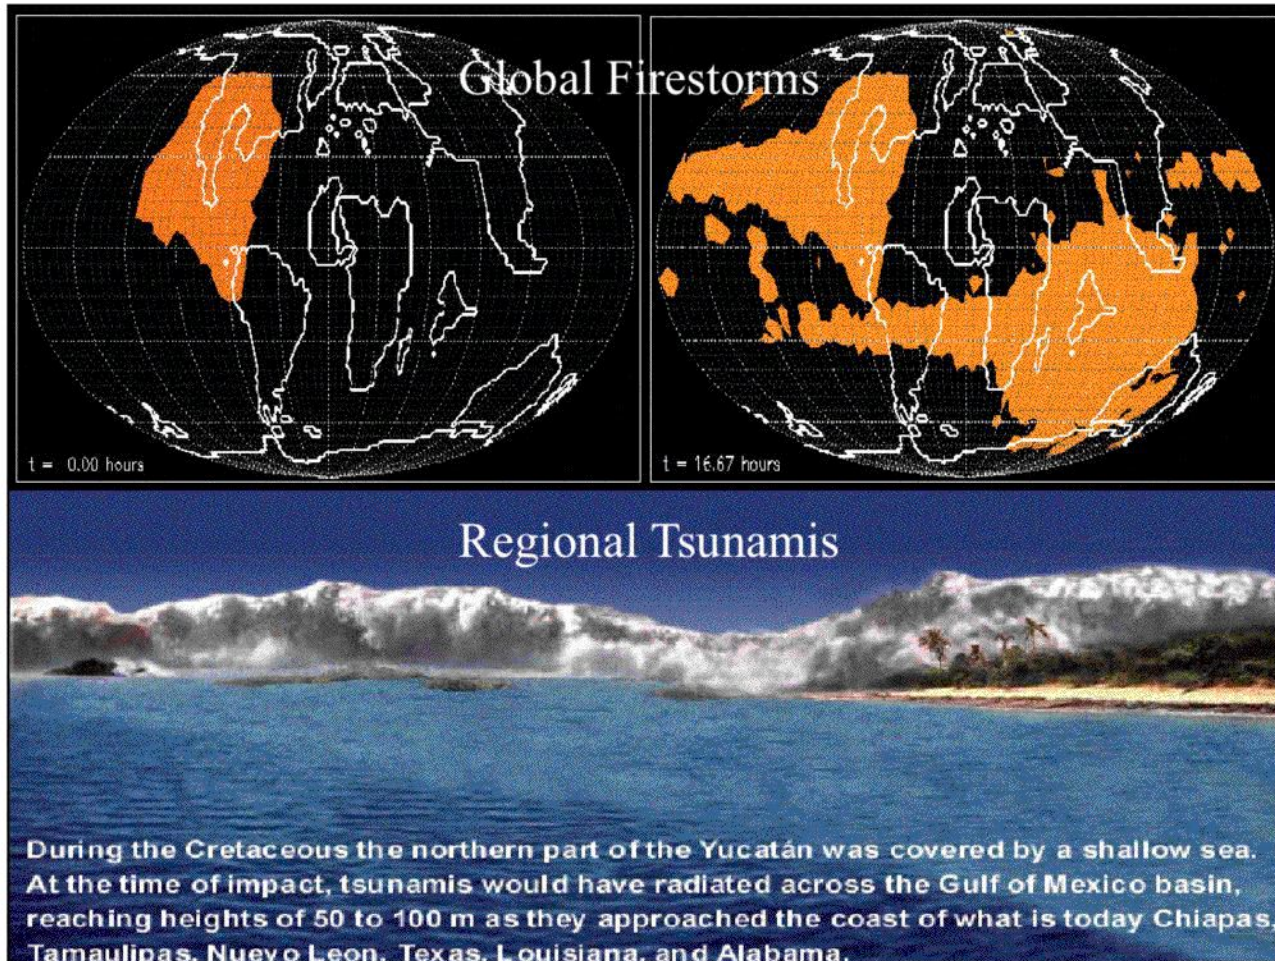 Global Firestorms
t = 0.00 hours
t = 16.67 hours
Regional Tsunamis
During the Cretaceous the northern part of the Yucatán was covered by a shallow sea.
At the time of impact, tsunamis would have radiated across the Gulf of Mexico basin,
reaching heights of 50 to 100 m as they approached the coast of what is today Chiapas,
Tamaulipas, Nuevo Leon, Texas, Louisiana, and Alabama.